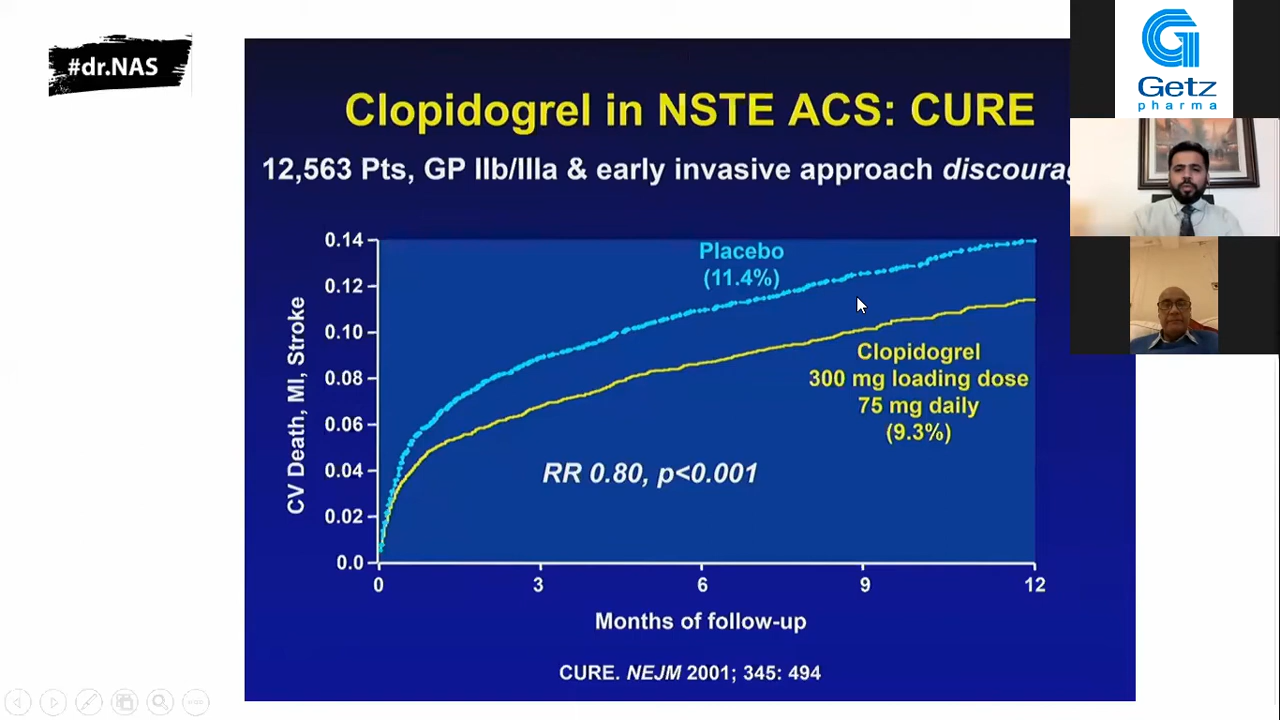 #dr.NAS
Getz
pharma
Clopidogrel in NSTE ACS: CURE
12,563 Pts, GP IIb/IIIa & early invasive approach discourag
0.14
0.12
0.10
0.08
0.06
0.04
0.02
0.0
CV Death, MI, Stroke
Placebo
(11.4%)
Clopidogrel
300 mg loading dose
75 mg daily
(9.3%)
RR 0.80, p<0.001
0 3 6 9 12
Months of follow-up
CURE. NEJM 2001; 345: 494